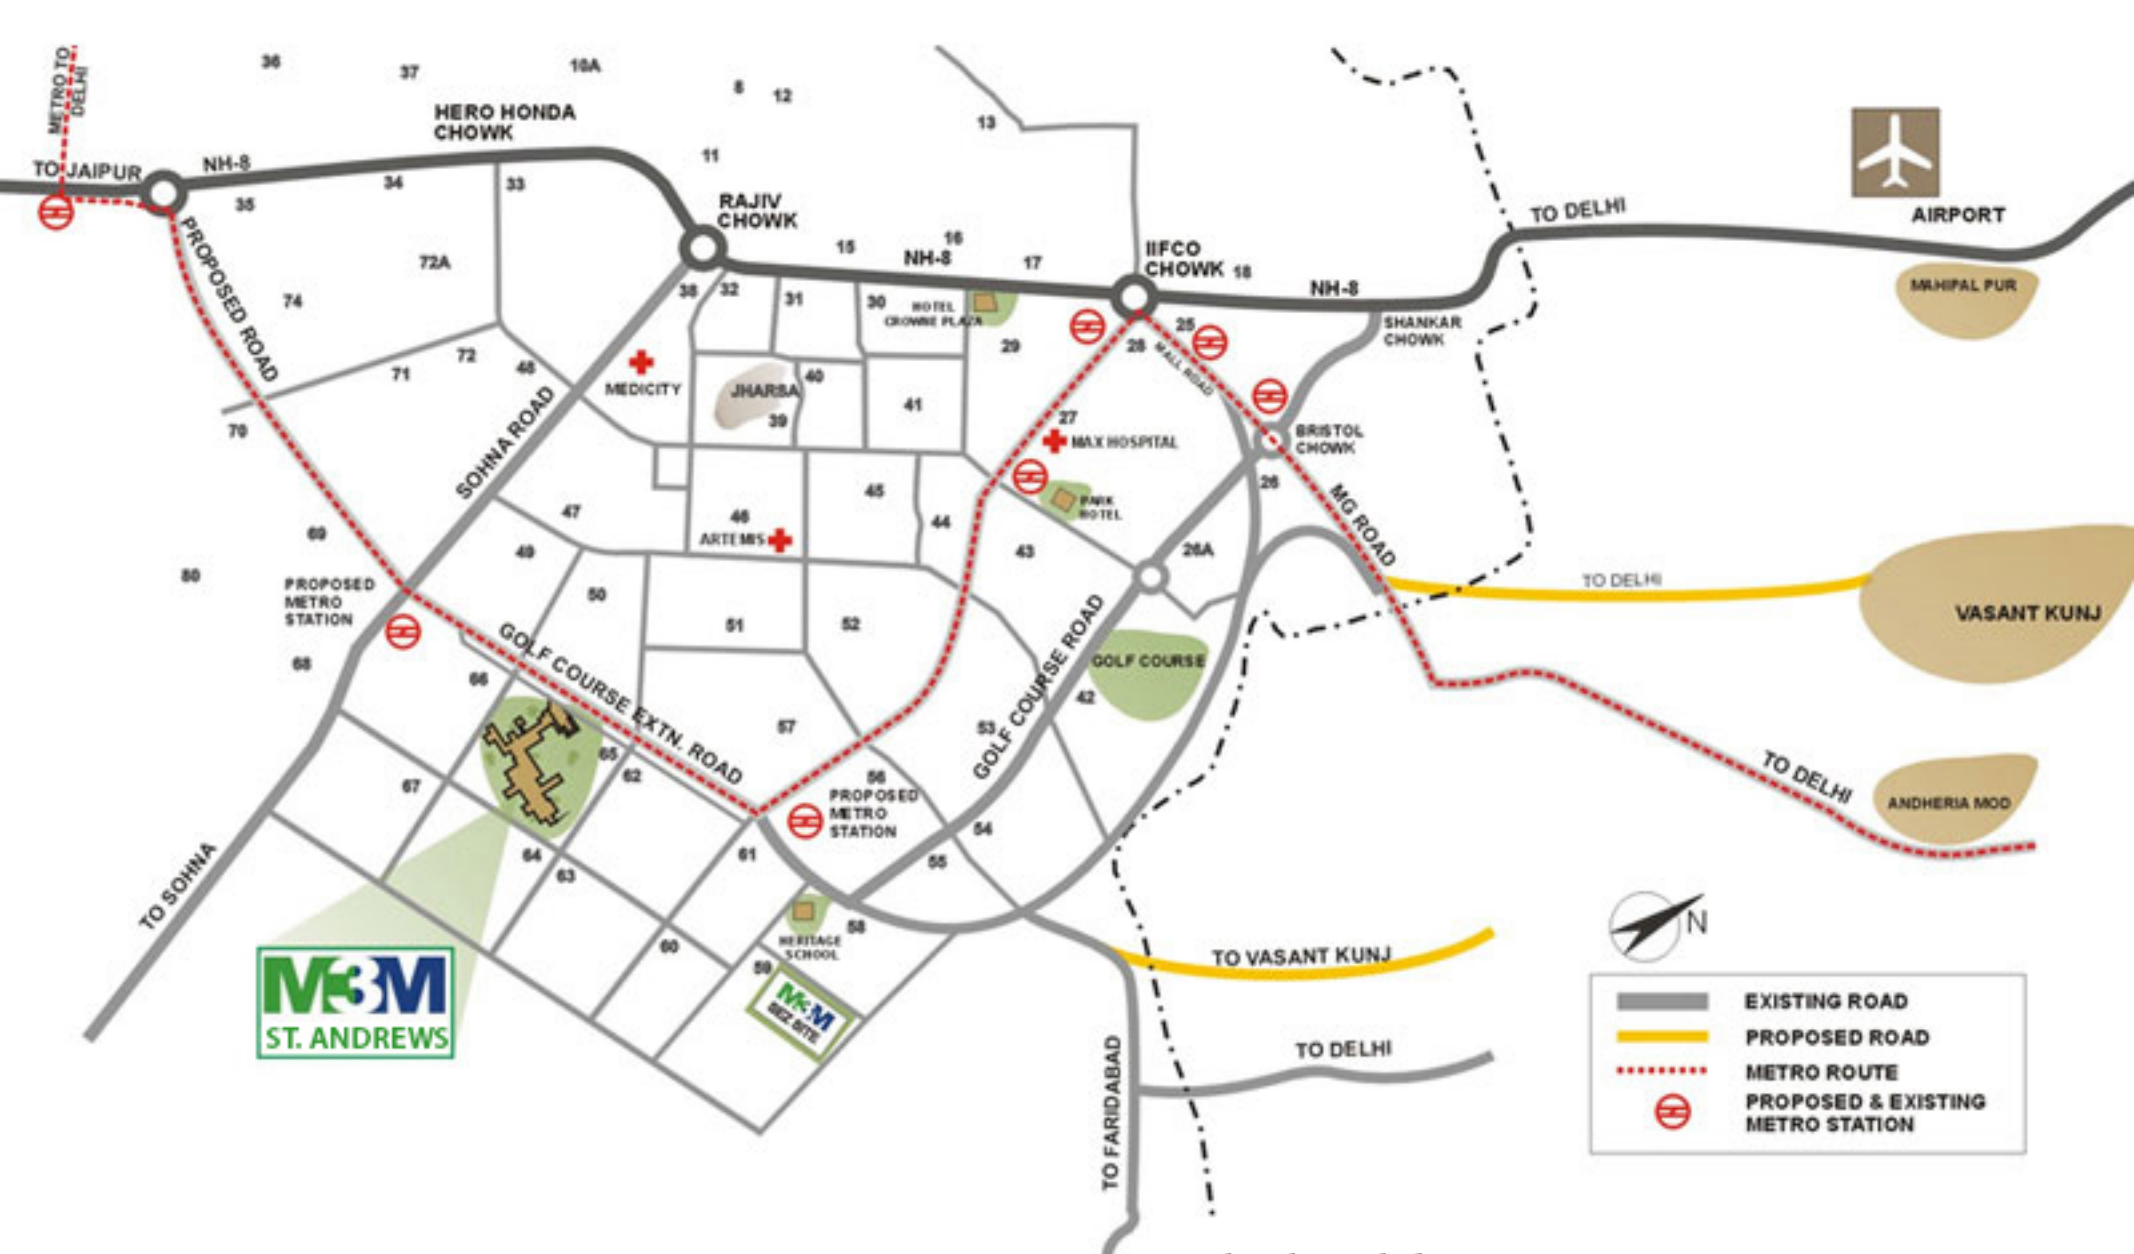 METRO TO
DELHI
36
37
10A
8
12
13
HERO HONDA
CHOWK
11
TO JAIPUR
NH-8
34
33
35
RAJIV
CHOWK
TO DELHI
AIRPORT
15
16
NH-8
17
IIFCO
CHOWK
18
NH-8
MAHIPAL PUR
PROPOSED ROAD
72A
74
38
32
31
30
HOTEL
CROWNE PLAZA
29
28
25
MALL ROAD
SHANKAR
CHOWK
72
71
48
MEDICITY
JHARSA
40
39
41
27
MAX HOSPITAL
BRISTOL
CHOWK
70
SOHNA ROAD
47
46
ARTEMIS
45
44
PARK
HOTEL
26
MG ROAD
69
49
43
26A
80
PROPOSED
METRO
STATION
50
51
52
TO DELHI
VASANT KUNJ
68
GOLF COURSE EXTN. ROAD
66
GOLF COURSE ROAD
GOLF COURSE
42
53
57
65
62
67
56
PROPOSED
METRO
STATION
TO DELHI
ANDHERIA MOD
54
55
61
64
63
TO SOHNA
58
HERITAGE
SCHOOL
60
59
M3M
SEZ SITE
M3M
ST. ANDREWS
TO VASANT KUNJ
TO DELHI
TO FARIDABAD
N
EXISTING ROAD
PROPOSED ROAD
METRO ROUTE
PROPOSED & EXISTING
METRO STATION